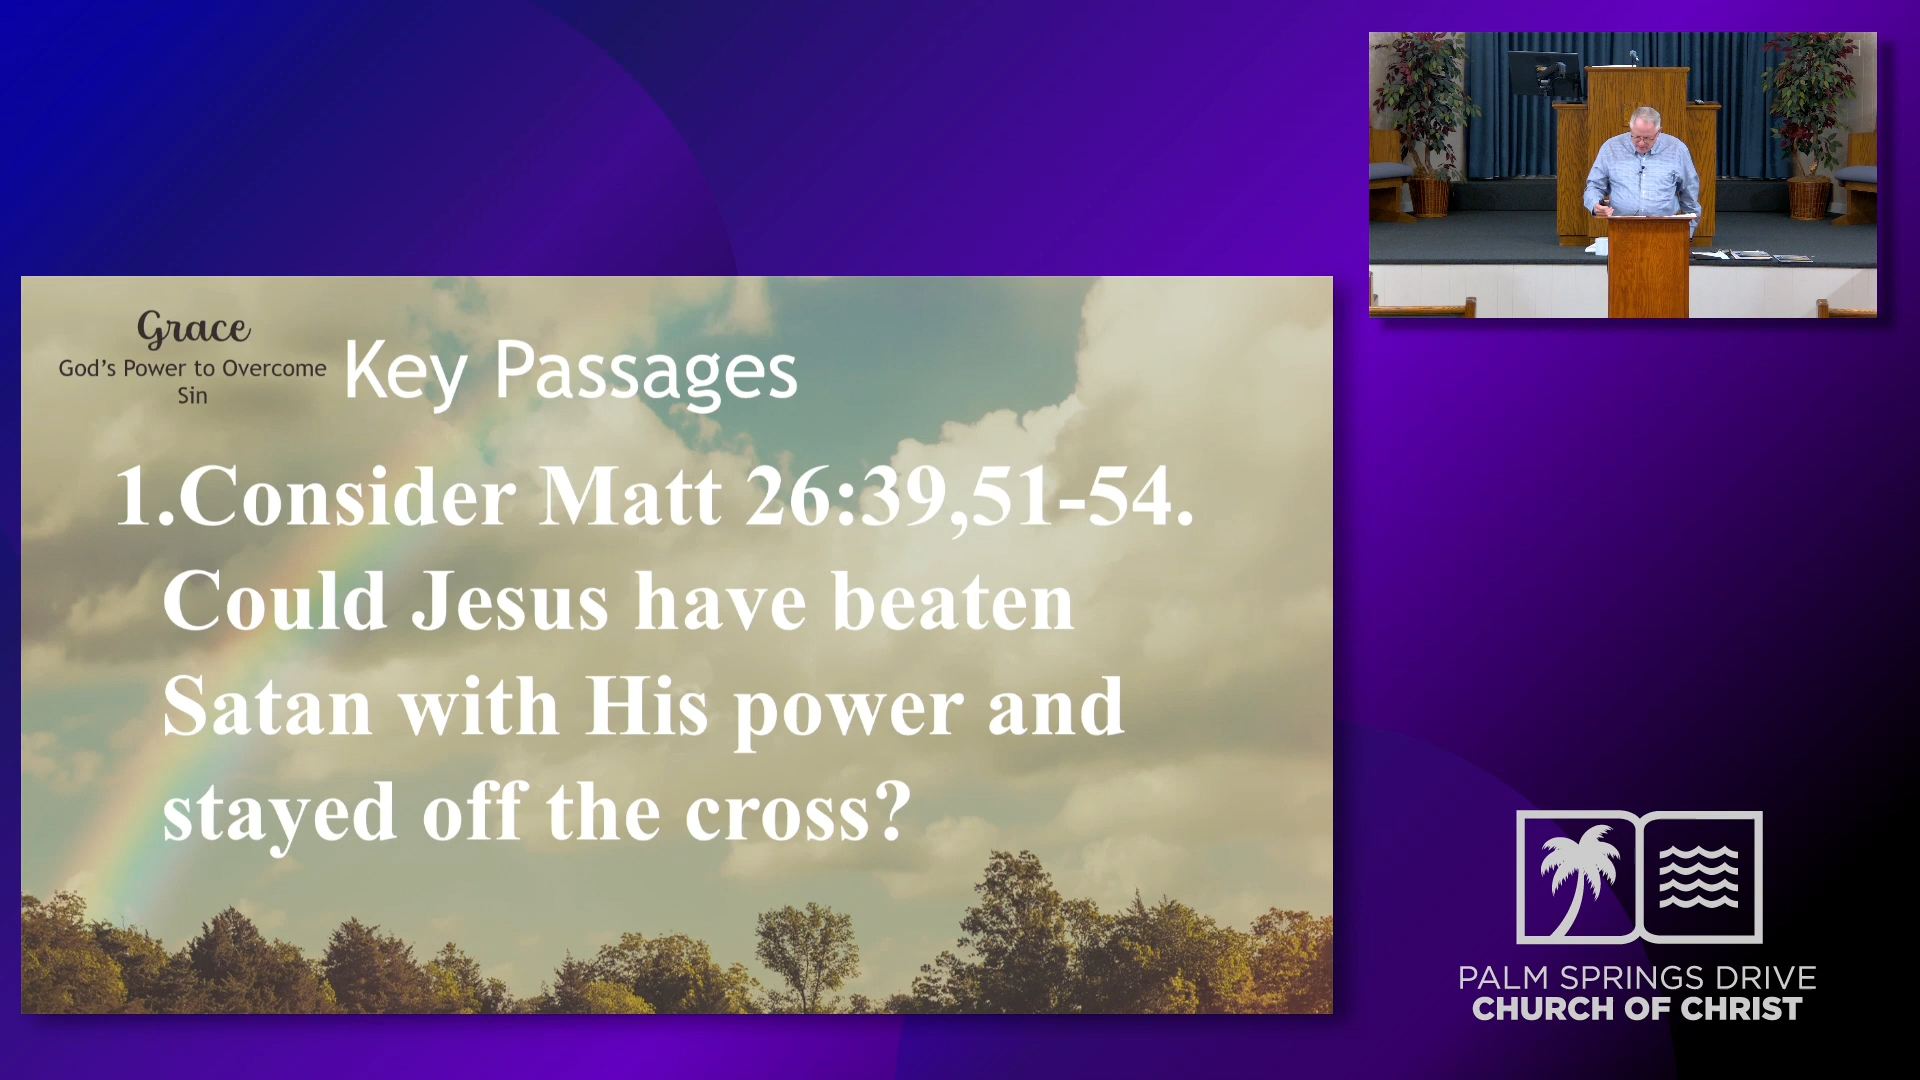 Grace
God's Power to Overcome
Sin
Key Passages
1.Consider Matt 26:39,51-54.
Could Jesus have beaten
Satan with His power and
stayed off the cross?
PALM SPRINGS DRIVE
CHURCH OF CHRIST